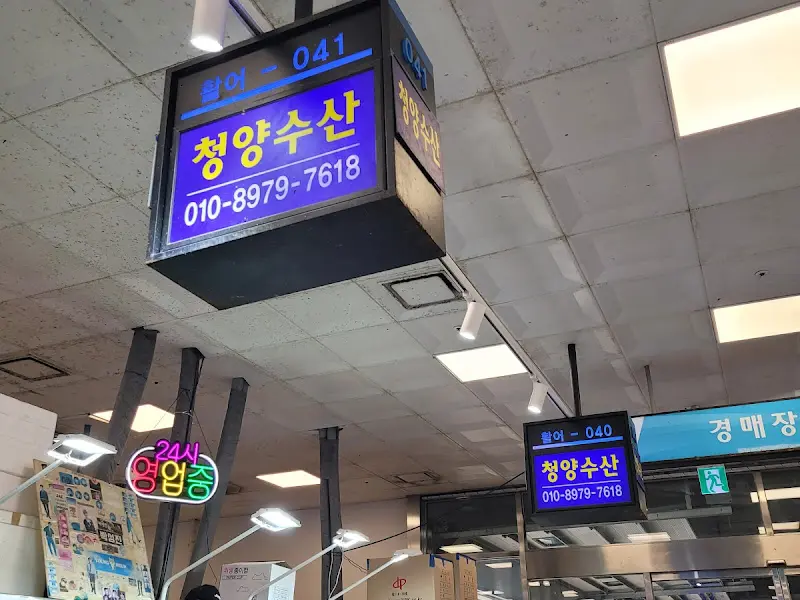 활어 - 041
청양수산
010-8979-7618
041
청양수산
24시
영업중
활어 - 040
청양수산
010-8979-7618
경매장
dp